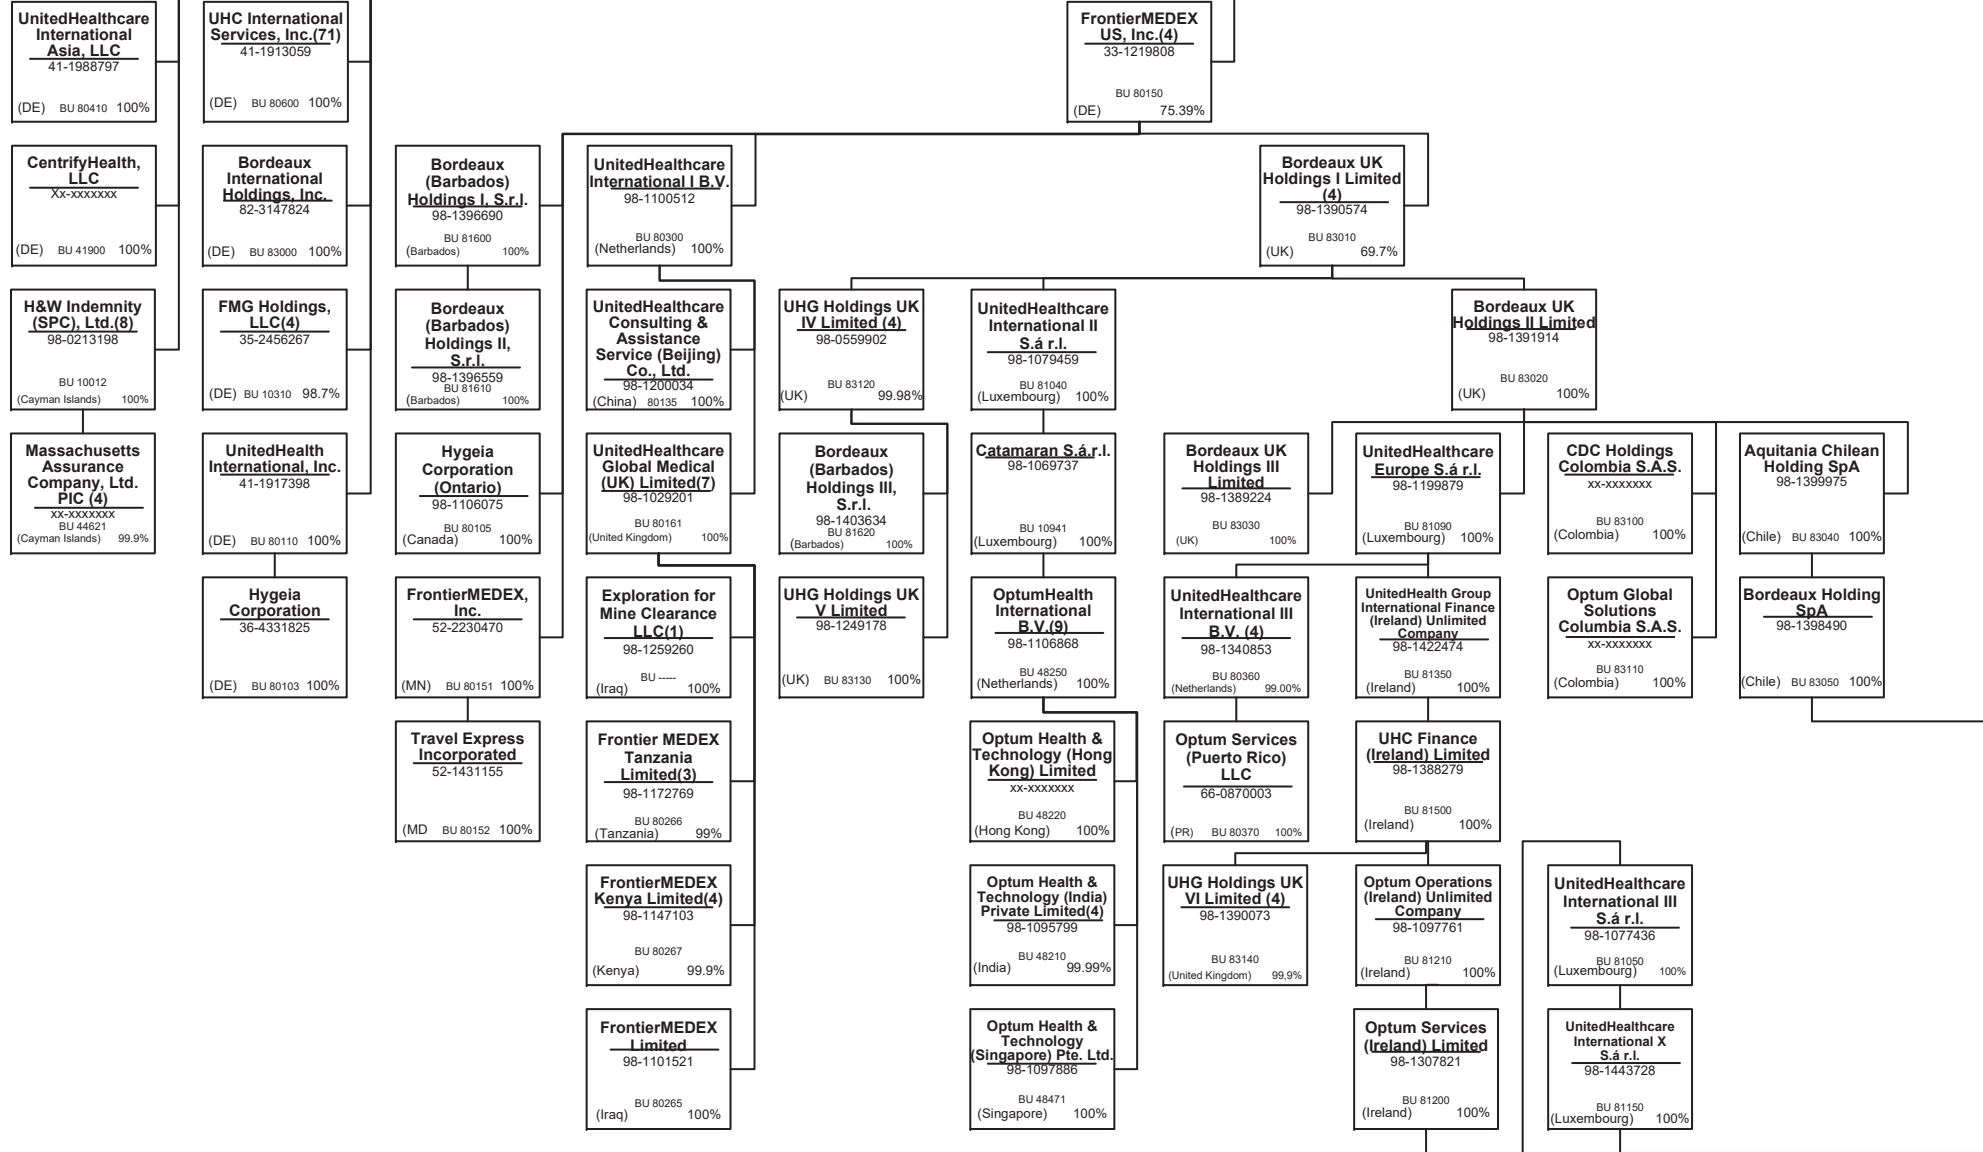 UnitedHealthcare
International
Asia, LLC
41-1988797
(DE) BU 80410 100%
UHC International
Services, Inc.(71)
41-1913059
(DE) BU 80600 100%
FrontierMEDEX
US, Inc.(4)
33-1219808
BU 80150
(DE) 75.39%
CentrifyHealth,
LLC
Xx-xxxxxxx
(DE) BU 41900 100%
Bordeaux
International
Holdings, Inc.
82-3147824
(DE) BU 83000 100%
Bordeaux
(Barbados)
Holdings I, S.r.l.
98-1396690
BU 81600
(Barbados) 100%
UnitedHealthcare
International I B.V.
98-1100512
BU 80300
(Netherlands) 100%
Bordeaux UK
Holdings I Limited
(4)
98-1390574
BU 83010
(UK) 69.7%
H&W Indemnity
(SPC), Ltd.(8)
98-0213198
BU 10012
(Cayman Islands) 100%
FMG Holdings,
LLC(4)
35-2456267
(DE) BU 10310 98.7%
Bordeaux
(Barbados)
Holdings II,
S.r.l.
98-1396559
BU 81610
(Barbados) 100%
UnitedHealthcare
Consulting &
Assistance
Service (Beijing)
Co., Ltd.
98-1200034
(China) 80135 100%
UHG Holdings UK
IV Limited (4)
98-0559902
BU 83120
(UK) 99.98%
UnitedHealthcare
International II
S.á r.l.
98-1079459
BU 81040
(Luxembourg) 100%
Bordeaux UK
Holdings II Limited
98-1391914
BU 83020
(UK) 100%
Massachusetts
Assurance
Company, Ltd.
PIC (4)
xx-xxxxxxx
BU 44621
(Cayman Islands) 99.9%
UnitedHealth
International, Inc.
41-1917398
(DE) BU 80110 100%
Hygeia
Corporation
(Ontario)
98-1106075
BU 80105
(Canada) 100%
UnitedHealthcare
Global Medical
(UK) Limited(7)
98-1029201
BU 80161
(United Kingdom) 100%
Bordeaux
(Barbados)
Holdings III,
S.r.l.
98-1403634
BU 81620
(Barbados) 100%
Catamaran S.á.r.l.
98-1069737
BU 10941
(Luxembourg) 100%
Bordeaux UK
Holdings III
Limited
98-1389224
BU 83030
(UK) 100%
UnitedHealthcare
Europe S.á r.l.
98-1199879
BU 81090
(Luxembourg) 100%
CDC Holdings
Colombia S.A.S.
xx-xxxxxxx
BU 83100
(Colombia) 100%
Aquitania Chilean
Holding SpA
98-1399975
(Chile) BU 83040 100%
Hygeia
Corporation
36-4331825
(DE) BU 80103 100%
FrontierMEDEX,
Inc.
52-2230470
(MN) BU 80151 100%
Exploration for
Mine Clearance
LLC(1)
98-1259260
BU -----
(Iraq) 100%
UHG Holdings UK
V Limited
98-1249178
(UK) BU 83130 100%
OptumHealth
International
B.V.(9)
98-1106868
BU 48250
(Netherlands) 100%
UnitedHealthcare
International III
B.V. (4)
98-1340853
BU 80360
(Netherlands) 99.00%
UnitedHealth Group
International Finance
(Ireland) Unlimited
Company
98-1422474
BU 81350
(Ireland) 100%
Optum Global
Solutions
Columbia S.A.S.
xx-xxxxxxx
BU 83110
(Colombia) 100%
Bordeaux Holding
SpA
98-1398490
(Chile) BU 83050 100%
Travel Express
Incorporated
52-1431155
(MD BU 80152 100%
Frontier MEDEX
Tanzania
Limited(3)
98-1172769
BU 80266
(Tanzania) 99%
Optum Health &
Technology (Hong
Kong) Limited
xx-xxxxxxx
BU 48220
(Hong Kong) 100%
Optum Services
(Puerto Rico)
LLC
66-0870003
(PR) BU 80370 100%
UHC Finance
(Ireland) Limited
98-1388279
BU 81500
(Ireland) 100%
FrontierMEDEX
Kenya Limited(4)
98-1147103
BU 80267
(Kenya) 99.9%
Optum Health &
Technology (India)
Private Limited(4)
98-1095799
BU 48210
(India) 99.99%
UHG Holdings UK
VI Limited (4)
98-1390073
BU 83140
(United Kingdom) 99,9%
Optum Operations
(Ireland) Unlimited
Company
98-1097761
BU 81210
(Ireland) 100%
UnitedHealthcare
International III
S.á r.l.
98-1077436
BU 81050
(Luxembourg) 100%
FrontierMEDEX
Limited
98-1101521
BU 80265
(Iraq) 100%
Optum Health &
Technology
(Singapore) Pte. Ltd.
98-1097886
BU 48471
(Singapore) 100%
Optum Services
(Ireland) Limited
98-1307821
BU 81200
(Ireland) 100%
UnitedHealthcare
International X
S.á r.l.
98-1443728
BU 81150
(Luxembourg) 100%